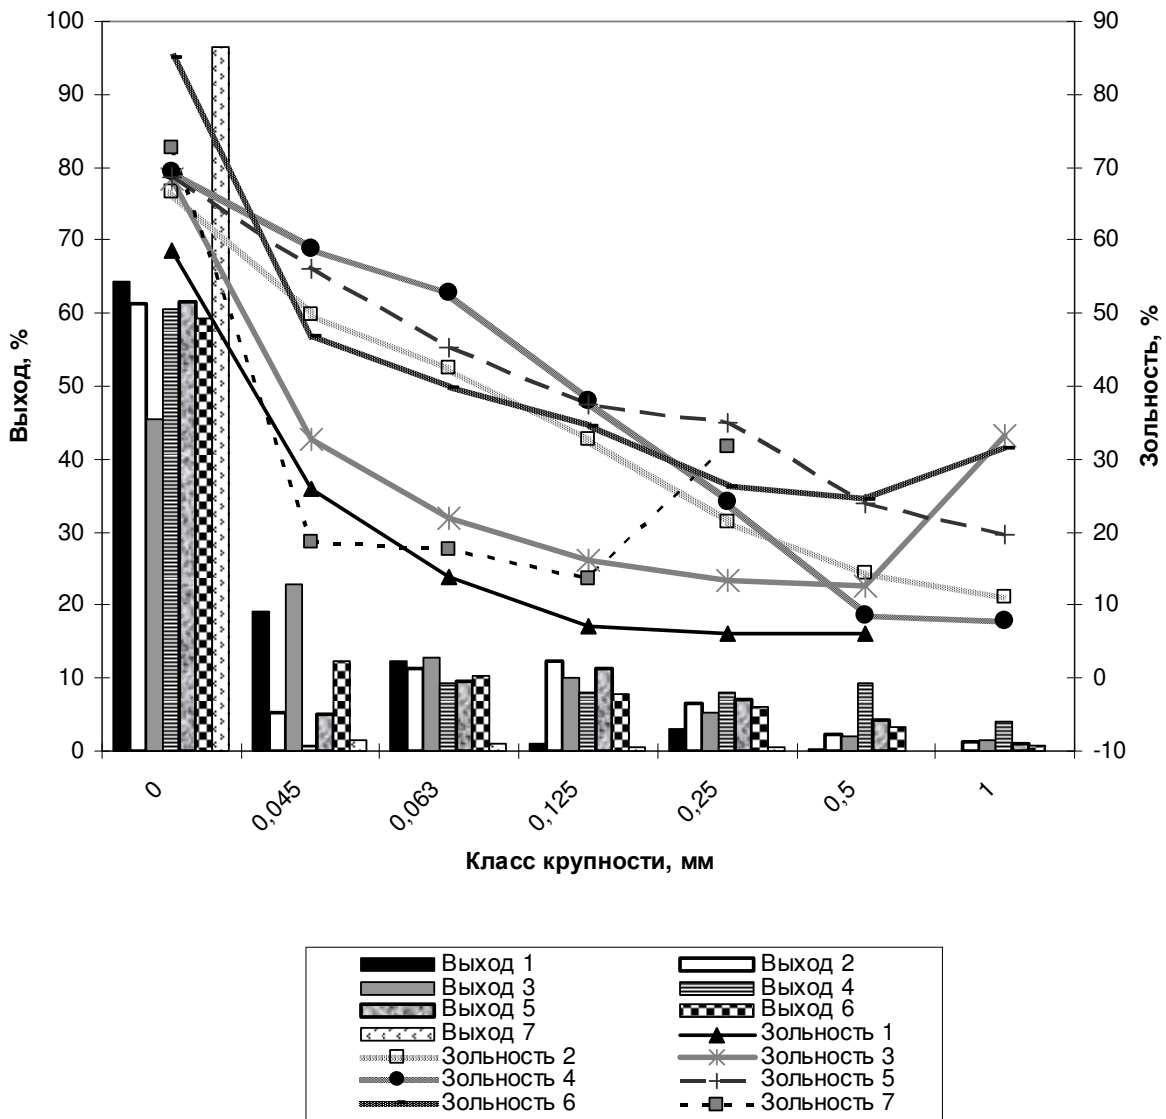 100
90
80
70
60
50
40
30
20
10
0
Выход, %
90
80
70
60
50
40
30
20
10
0
-10
Зольность, %
0
0,045
0,063
0,125
0,25
0,5
1
Класс крупности, мм
Выход 1 Выход 2
Выход 3 Выход 4
Выход 5 Выход 6
Выход 7 Зольность 1
Зольность 2 Зольность 3
Зольность 4 Зольность 5
Зольность 6 Зольность 7